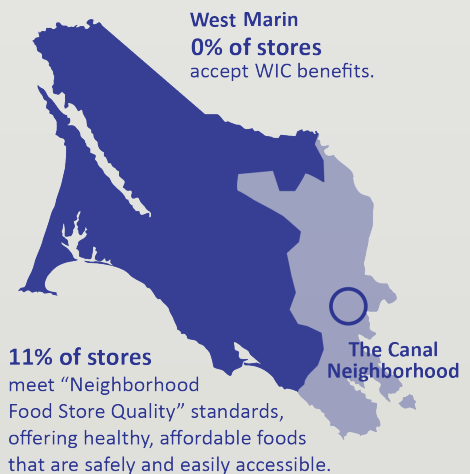 West Marin
0% of stores
accept WIC benefits.
The Canal
Neighborhood
11% of stores
meet “Neighborhood
Food Store Quality” standards,
offering healthy, affordable foods
that are safely and easily accessible.